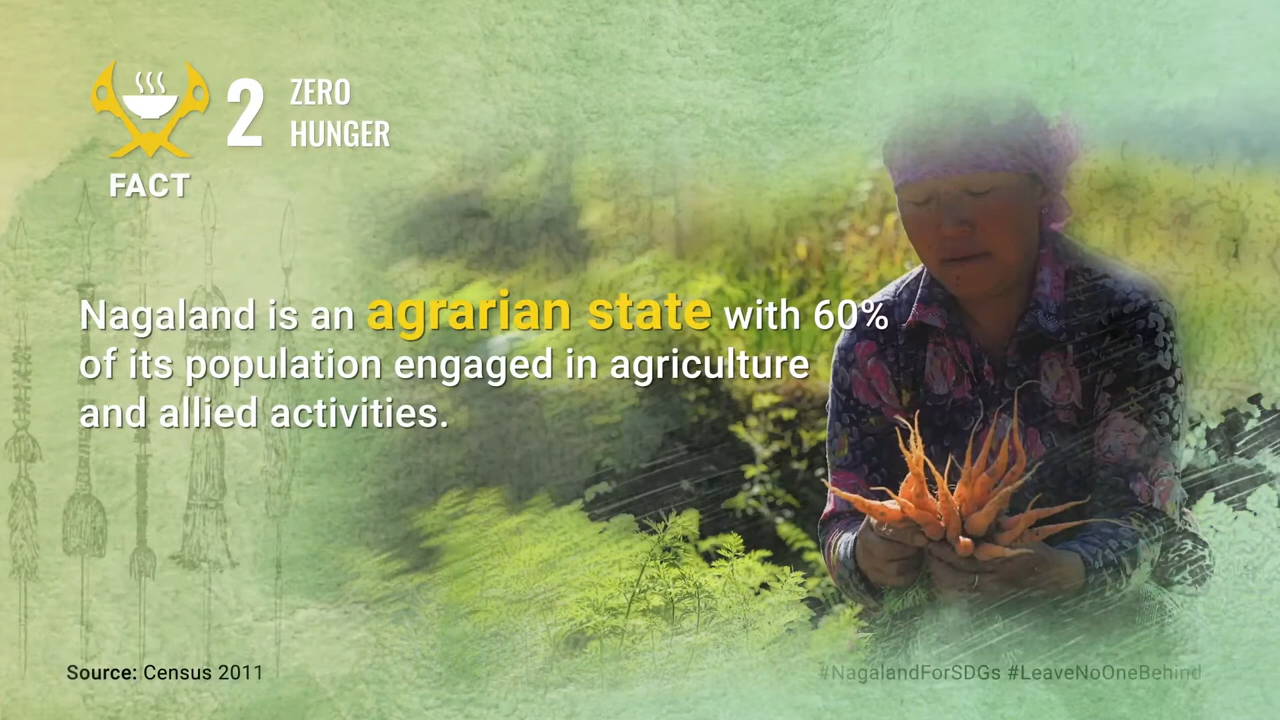 2
ZERO
HUNGER
FACT
Nagaland is an agrarian state with 60%
of its population engaged in agriculture
and allied activities.
Source: Census 2011
#NagalandForSDGs #LeaveNoOneBehind